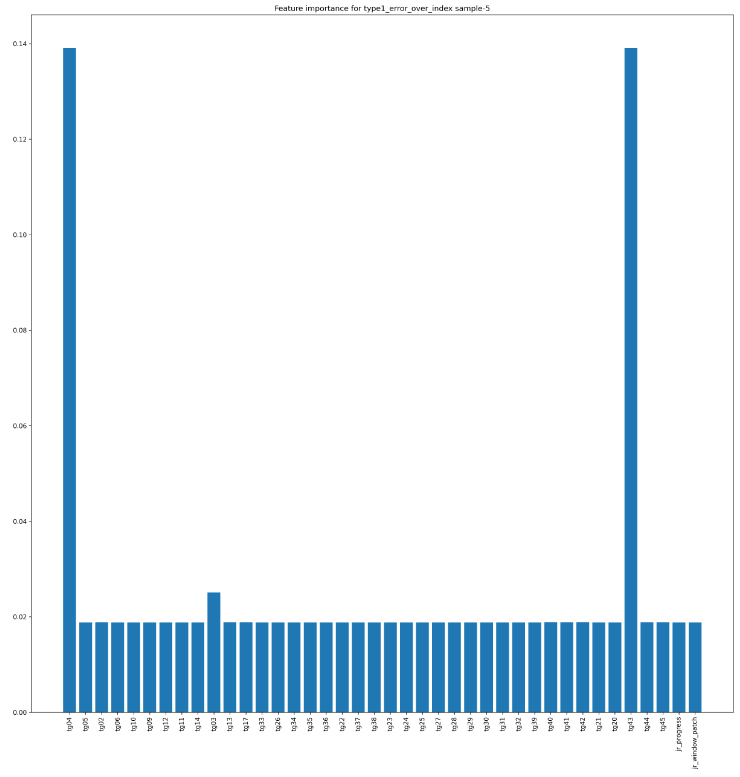 Feature importance for type1_error_over_index sample-5
0.14
0.12
0.10
0.08
0.06
0.04
0.02
0.00
tg04
tg05
tg02
tg06
tg10
tg09
tg12
tg11
tg14
tg03
tg13
tg17
tg33
tg26
tg34
tg35
tg36
tg22
tg37
tg38
tg23
tg24
tg25
tg27
tg28
tg29
tg30
tg31
tg32
tg39
tg40
tg41
tg42
tg21
tg20
tg43
tg44
tg45
jr_progress
jr_window_patch